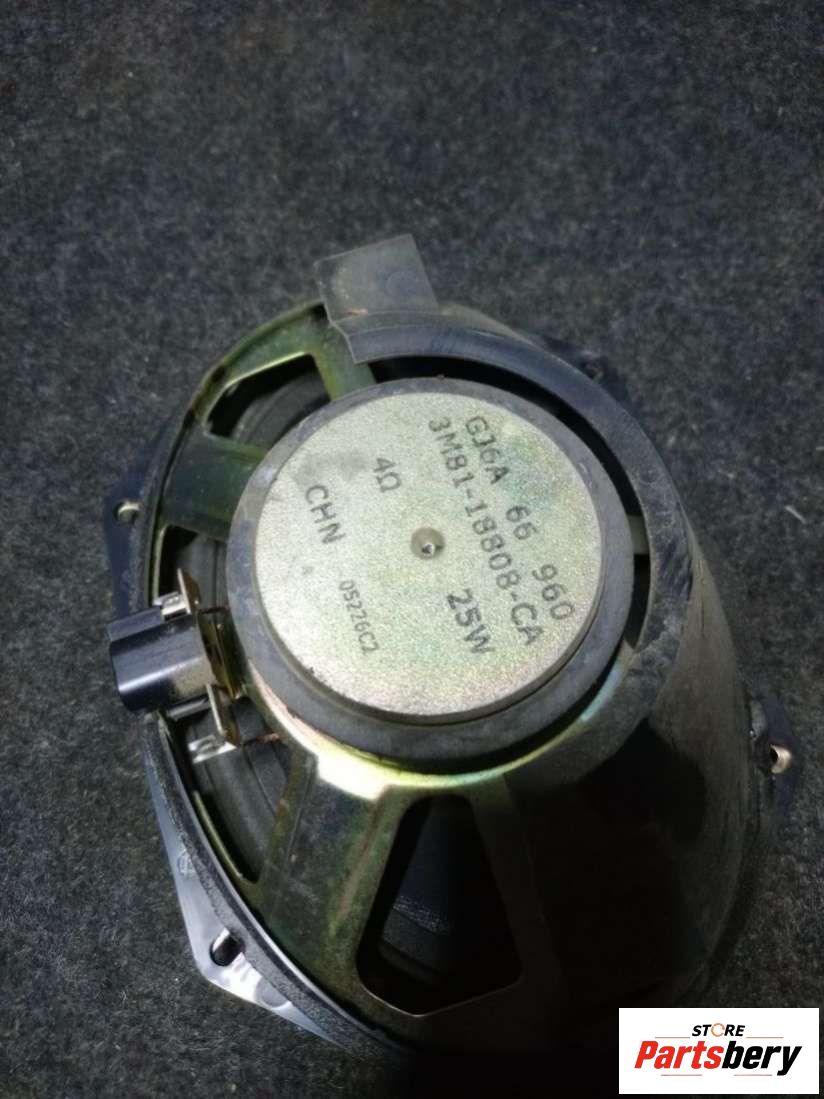 GJ6A 66 960
3M81-18808-CA
4Ω 25W
CHN 05226C2
STORE
Partsbery